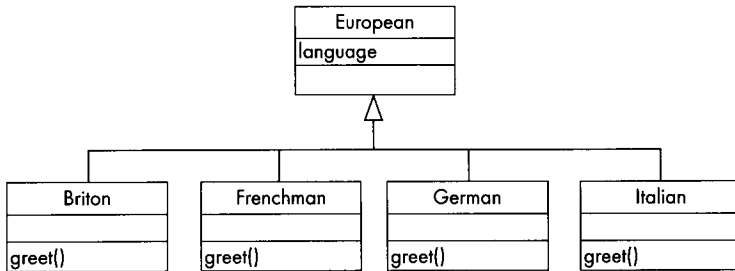 European
language
Briton
Frenchman
German
Italian
greet()
greet()
greet()
greet()